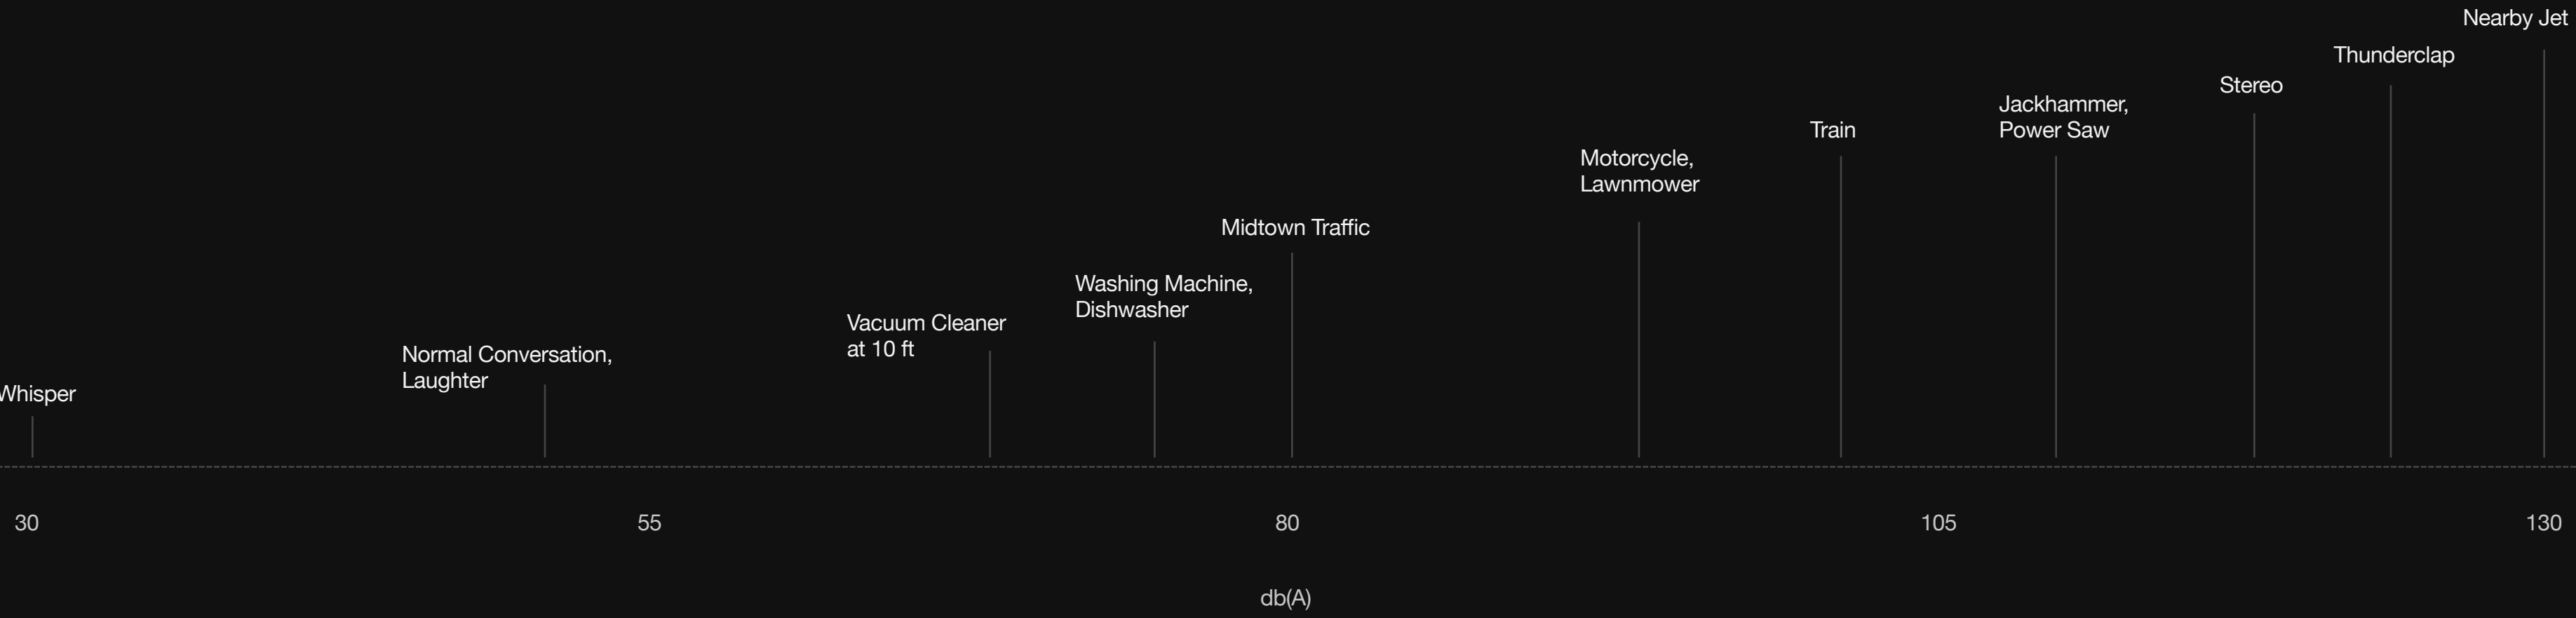 Whisper
Normal Conversation,
Laughter
Vacuum Cleaner
at 10 ft
Washing Machine,
Dishwasher
Midtown Traffic
Motorcycle,
Lawnmower
Train
Jackhammer,
Power Saw
Stereo
Thunderclap
Nearby Jet
30
55
80
105
130
db(A)